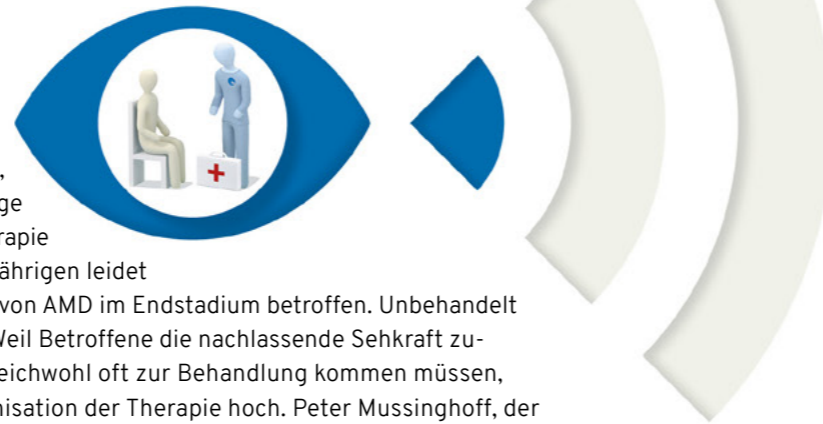 ,
ge
rapie
ährigen leidet
von AMD im Endstadium betroffen. Unbehandelt
Weil Betroffene die nachlassende Sehkraft zu-
eichwohl oft zur Behandlung kommen müssen,
nisation der Therapie hoch. Peter Mussinghoff, der